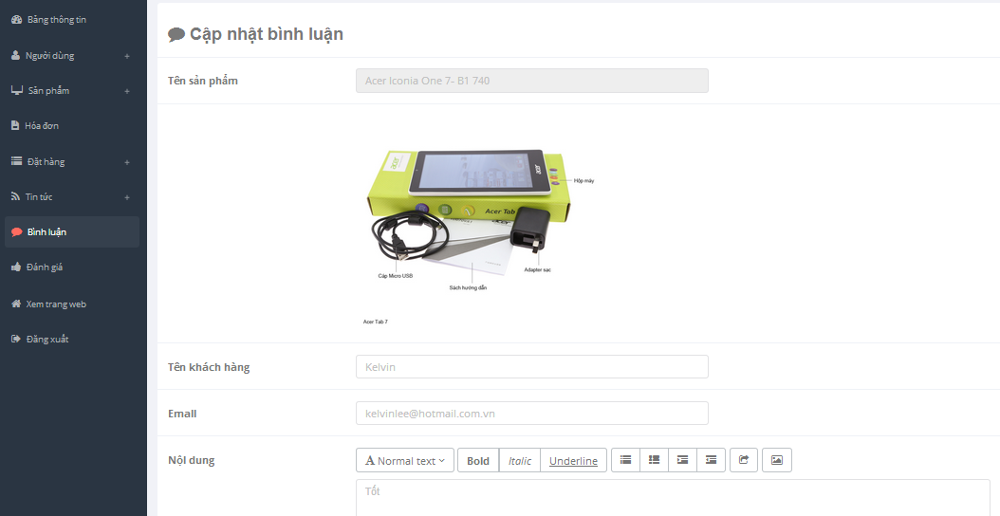 Bảng thông tin
Người dùng +
Sản phẩm +
Hóa đơn
Đặt hàng +
Tin tức +
Bình luận
Đánh giá
Xem trang web
Đăng xuất
Cập nhật bình luận
Tên sản phẩm
Acer Iconia One 7- B1 740
acer
acer
Hộp máy
Acer Tab
Cáp Micro USB
Sách hướng dẫn
Adapter sạc
Acer Tab 7
Tên khách hàng
Kelvin
Emall
kelvinlee@hotmail.com.vn
Nội dung
A Normal text Bold Italic Underline
Tốt